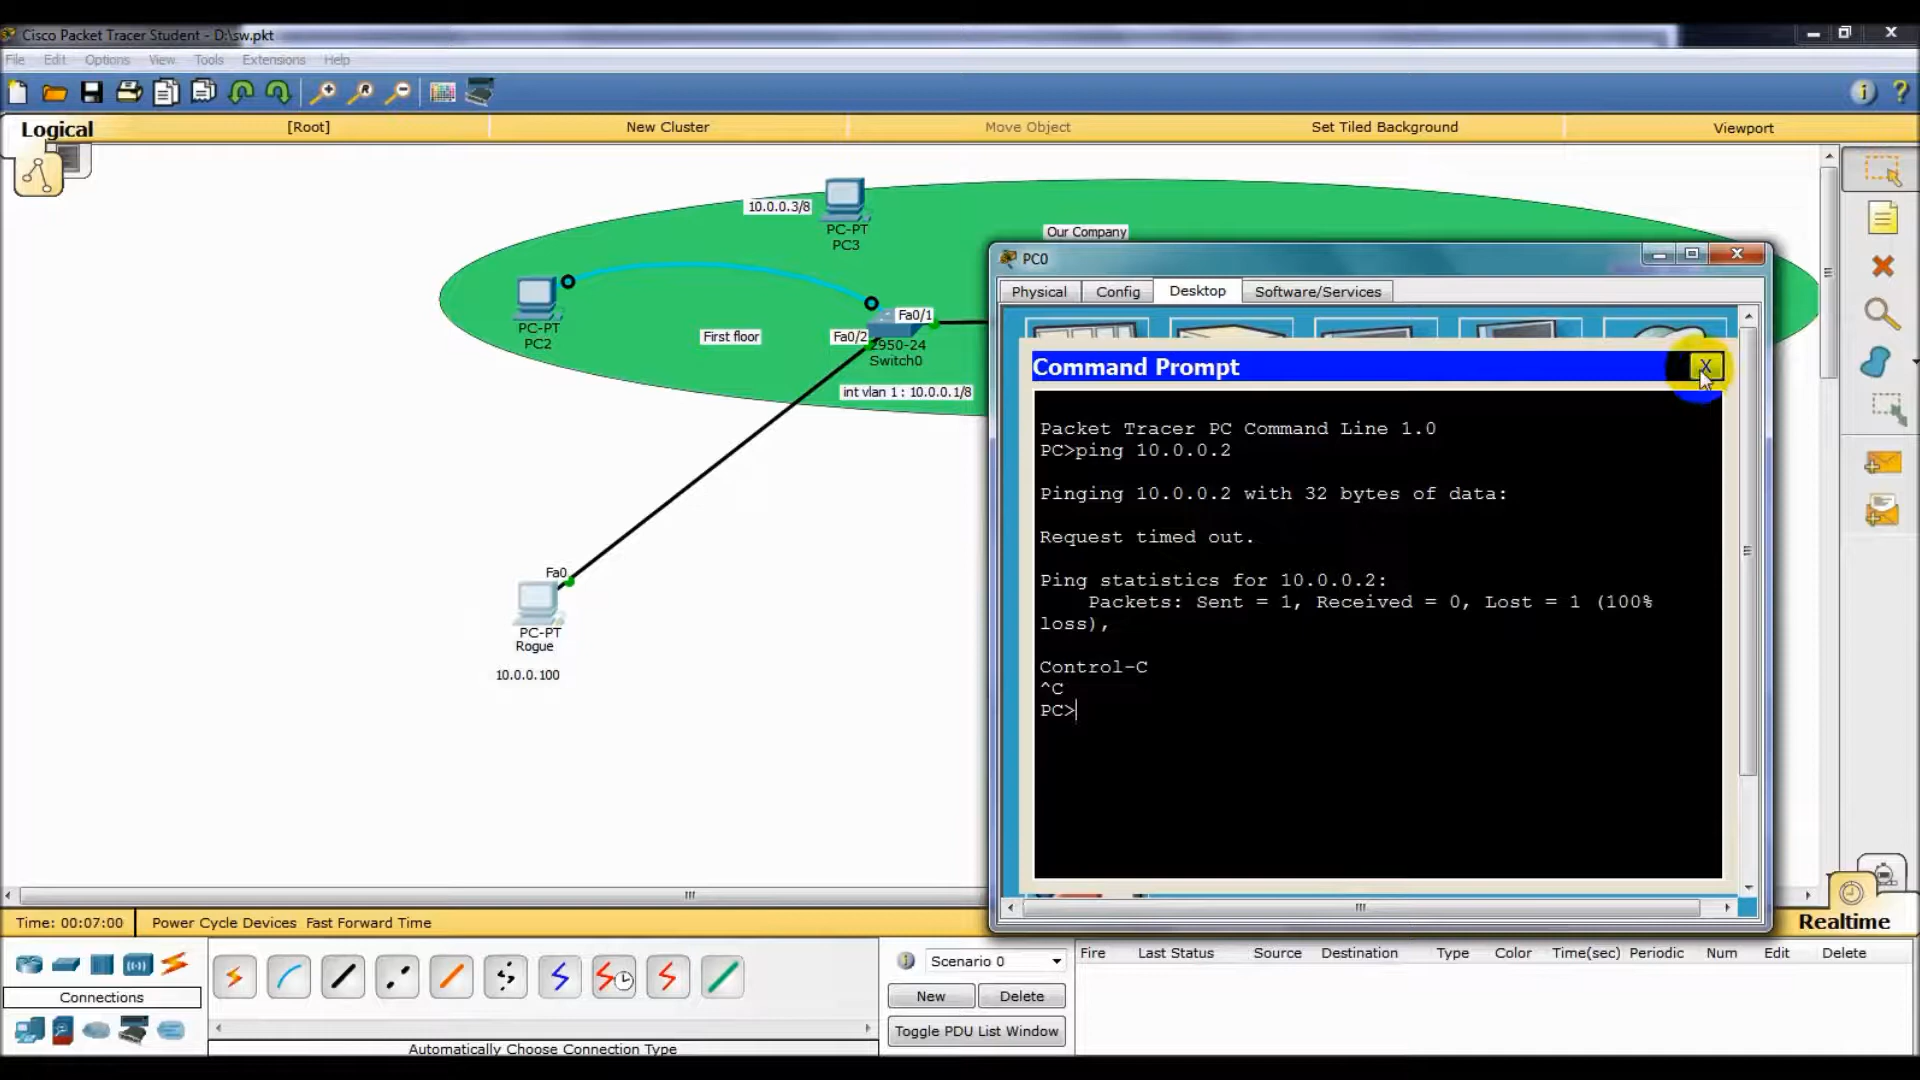 Cisco Packet Tracer Student - D:\sw.pkt
File Edit Options View Tools Extensions Help
Logical
[Root]
New Cluster
Move Object
Set Tiled Background
Viewport
10.0.0.3/8
PC-PT
PC3
Our Company
PC-PT
PC2
First floor
Fa0/1
Fa0/2
2950-24
Switch0
int vlan 1 : 10.0.0.1/8
Fa0
PC-PT
Rogue
10.0.0.100
PC0
Physical Config Desktop Software/Services
Command Prompt
X
Packet Tracer PC Command Line 1.0
PC>ping 10.0.0.2
Pinging 10.0.0.2 with 32 bytes of data:
Request timed out.
Ping statistics for 10.0.0.2:
Packets: Sent = 1, Received = 0, Lost = 1 (100%
loss),
Control-C
^C
PC>
Time: 00:07:00 Power Cycle Devices Fast Forward Time
Realtime
Connections
Automatically Choose Connection Type
Scenario 0
New Delete
Toggle PDU List Window
Fire Last Status Source Destination Type Color Time(sec) Periodic Num Edit Delete